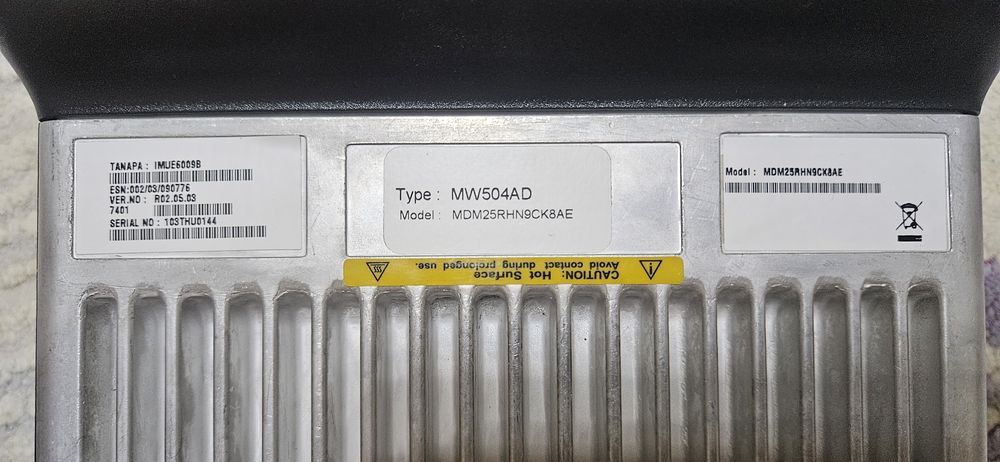 TANAPA : IMUE6009B
ESN:002/03/090776
VER.NO : R02.05.03
7401
SERIAL NO : 103THU0144
Type : MW504AD
Model : MDM25RHN9CK8AE
CAUTION: Hot Surface
Avoid contact during prolonged use.
Model : MDM25RHN9CK8AE